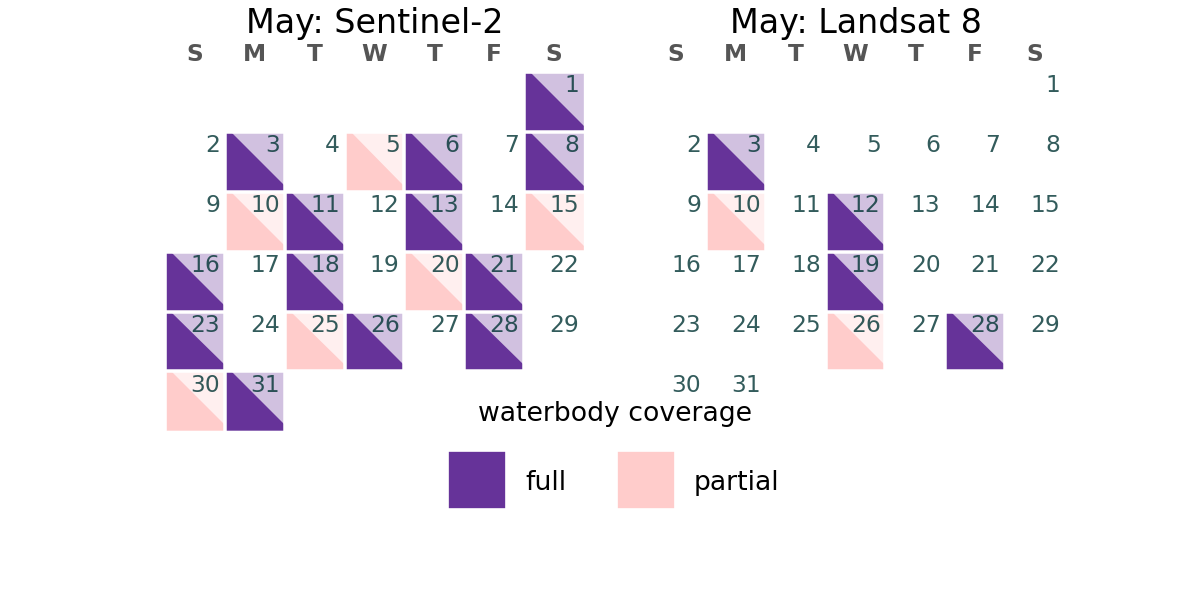 May: Sentinel-2
S M T W T F S
1
2 3 4 5 6 7 8
9 10 11 12 13 14 15
16 17 18 19 20 21 22
23 24 25 26 27 28 29
30 31
May: Landsat 8
S M T W T F S
1
2 3 4 5 6 7 8
9 10 11 12 13 14 15
16 17 18 19 20 21 22
23 24 25 26 27 28 29
30 31
waterbody coverage
full partial